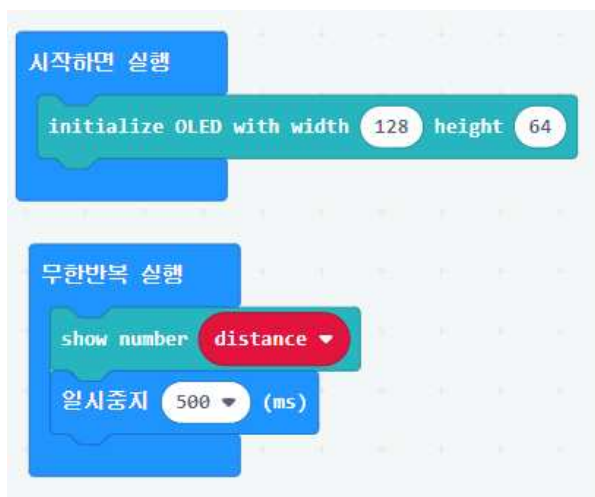 시작하면 실행
initialize OLED with width 128 height 64
무한반복 실행
show number distance
일시중지 500 (ms)